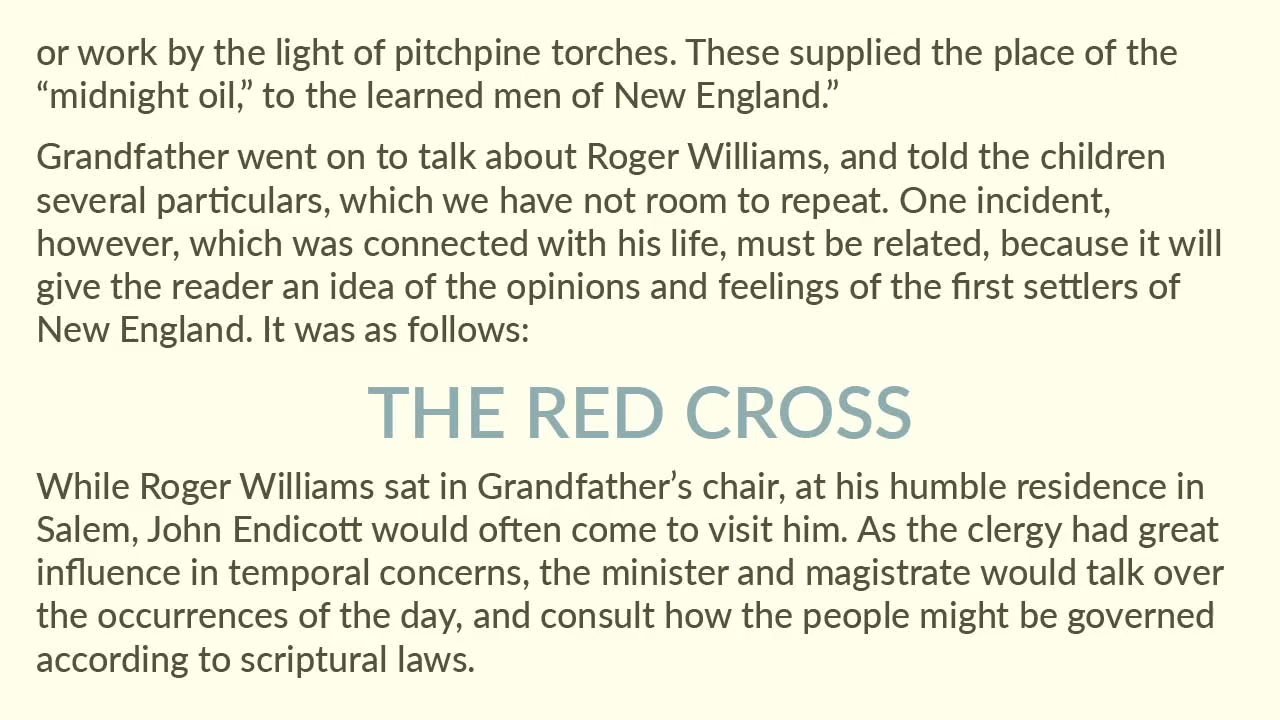 or work by the light of pitchpine torches. These supplied the place of the
“midnight oil,” to the learned men of New England.”
Grandfather went on to talk about Roger Williams, and told the children
several particulars, which we have not room to repeat. One incident,
however, which was connected with his life, must be related, because it will
give the reader an idea of the opinions and feelings of the first settlers of
New England. It was as follows:
THE RED CROSS
While Roger Williams sat in Grandfather’s chair, at his humble residence in
Salem, John Endicott would often come to visit him. As the clergy had great
influence in temporal concerns, the minister and magistrate would talk over
the occurrences of the day, and consult how the people might be governed
according to scriptural laws.